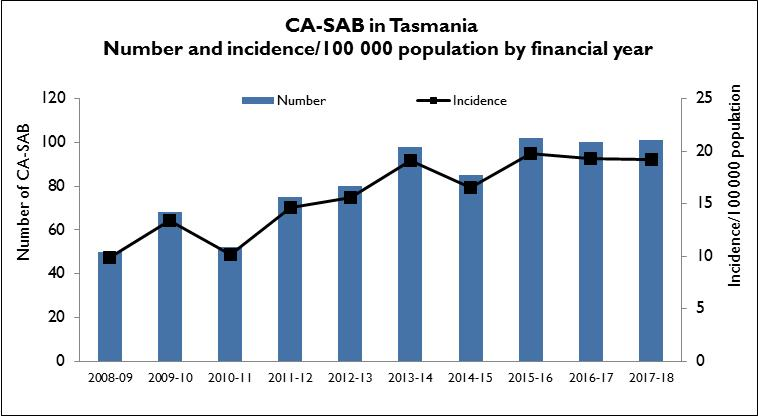 CA-SAB in Tasmania
Number and incidence/100 000 population by financial year
Number
Incidence
Number of CA-SAB
120
100
80
60
40
20
0
25
20
15
10
5
0
Incidence/100 000 population
2008-09 2009-10 2010-11 2011-12 2012-13 2013-14 2014-15 2015-16 2016-17 2017-18